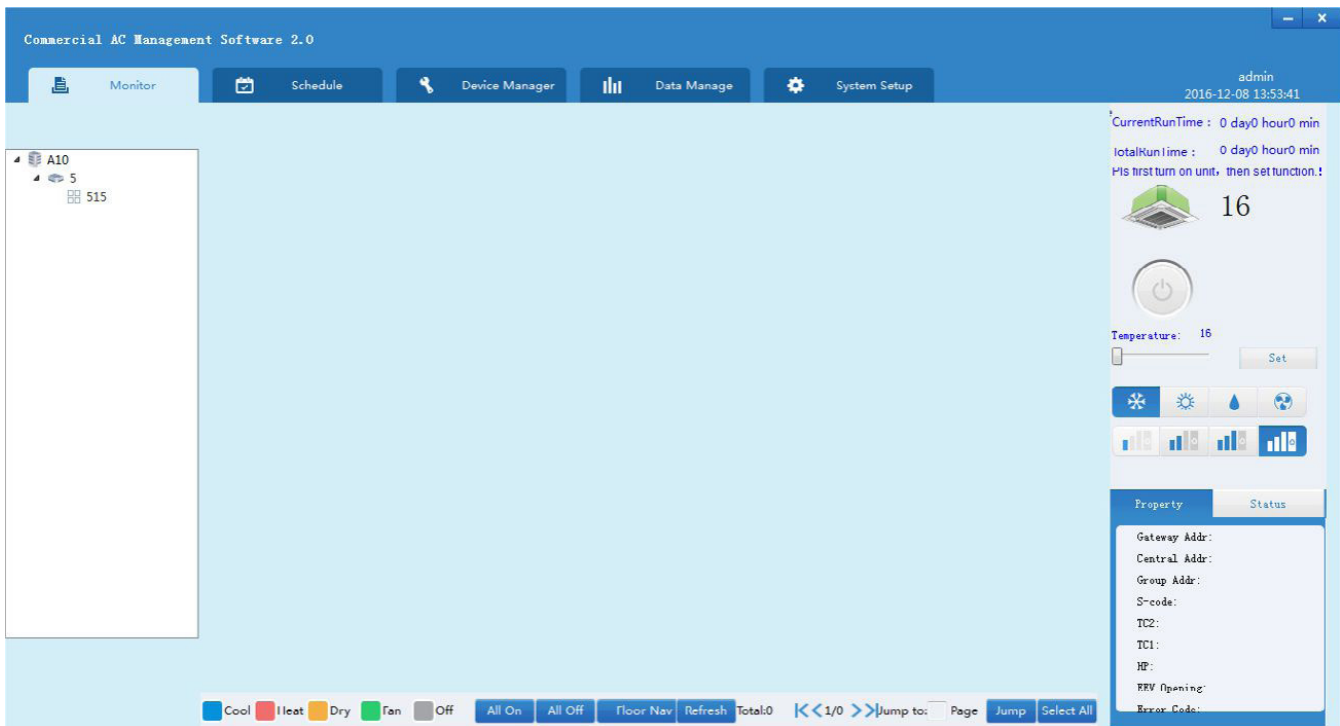 Commercial AC Management Software 2.0
Monitor Schedule Device Manager Data Manage System Setup
admin
2016-12-08 13:53:41
CurrentRunTime : 0 day0 hour0 min
TotalRunTime : 0 day0 hour0 min
Pls first turn on unit, then set function.!
A10
5
515
16
Temperature: 16
Set
Property Status
Gateway Addr:
Central Addr:
Group Addr:
S-code:
TC2:
TC1:
HP:
EEV Opening:
Error Code:
Cool Heat Dry Fan Off All On All Off Floor Nav Refresh Total:0 1/0 Jump to: Page Jump Select All